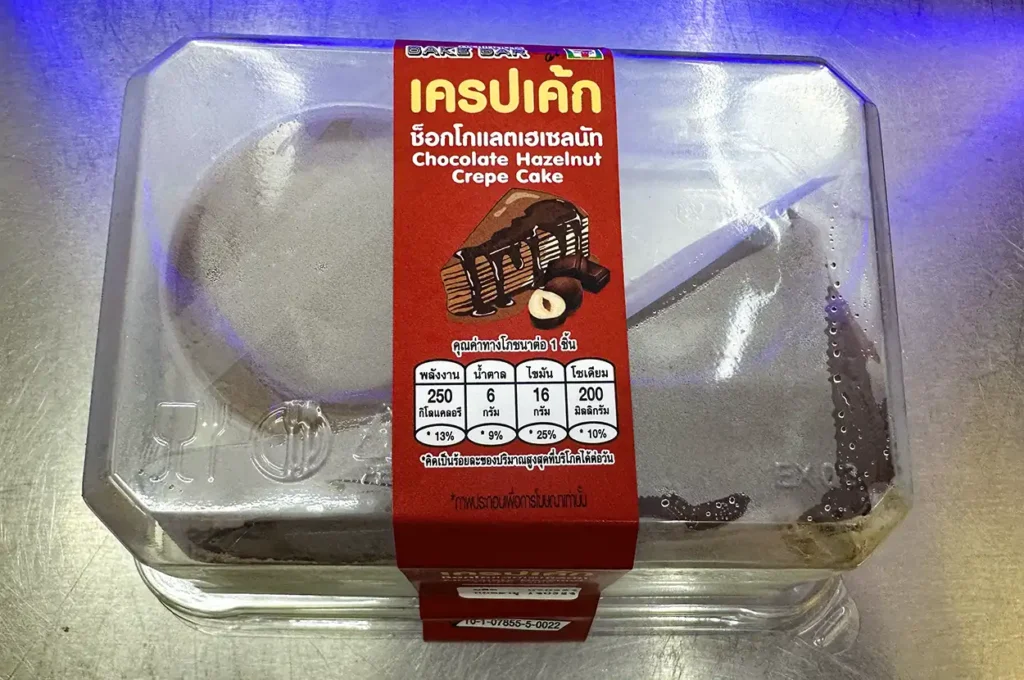 BAKE BAR
เครปเค้ก
ช็อกโกแลตเฮเซลนัท
Chocolate Hazelnut
Crepe Cake
คุณค่าทางโภชนาต่อ 1 ชิ้น
พลังงาน น้ำตาล ไขมัน โซเดียม
250 6 16 200
กิโลแคลอรี กรัม กรัม มิลลิกรัม
*13% *9% *25% *10%
*คิดเป็นร้อยละของปริมาณสูงสุดที่บริโภคได้ต่อวัน
*ภาพประกอบเพื่อการโฆษณาเท่านั้น
EX 03
เครปเค้ก
10-1-07855-5-0022